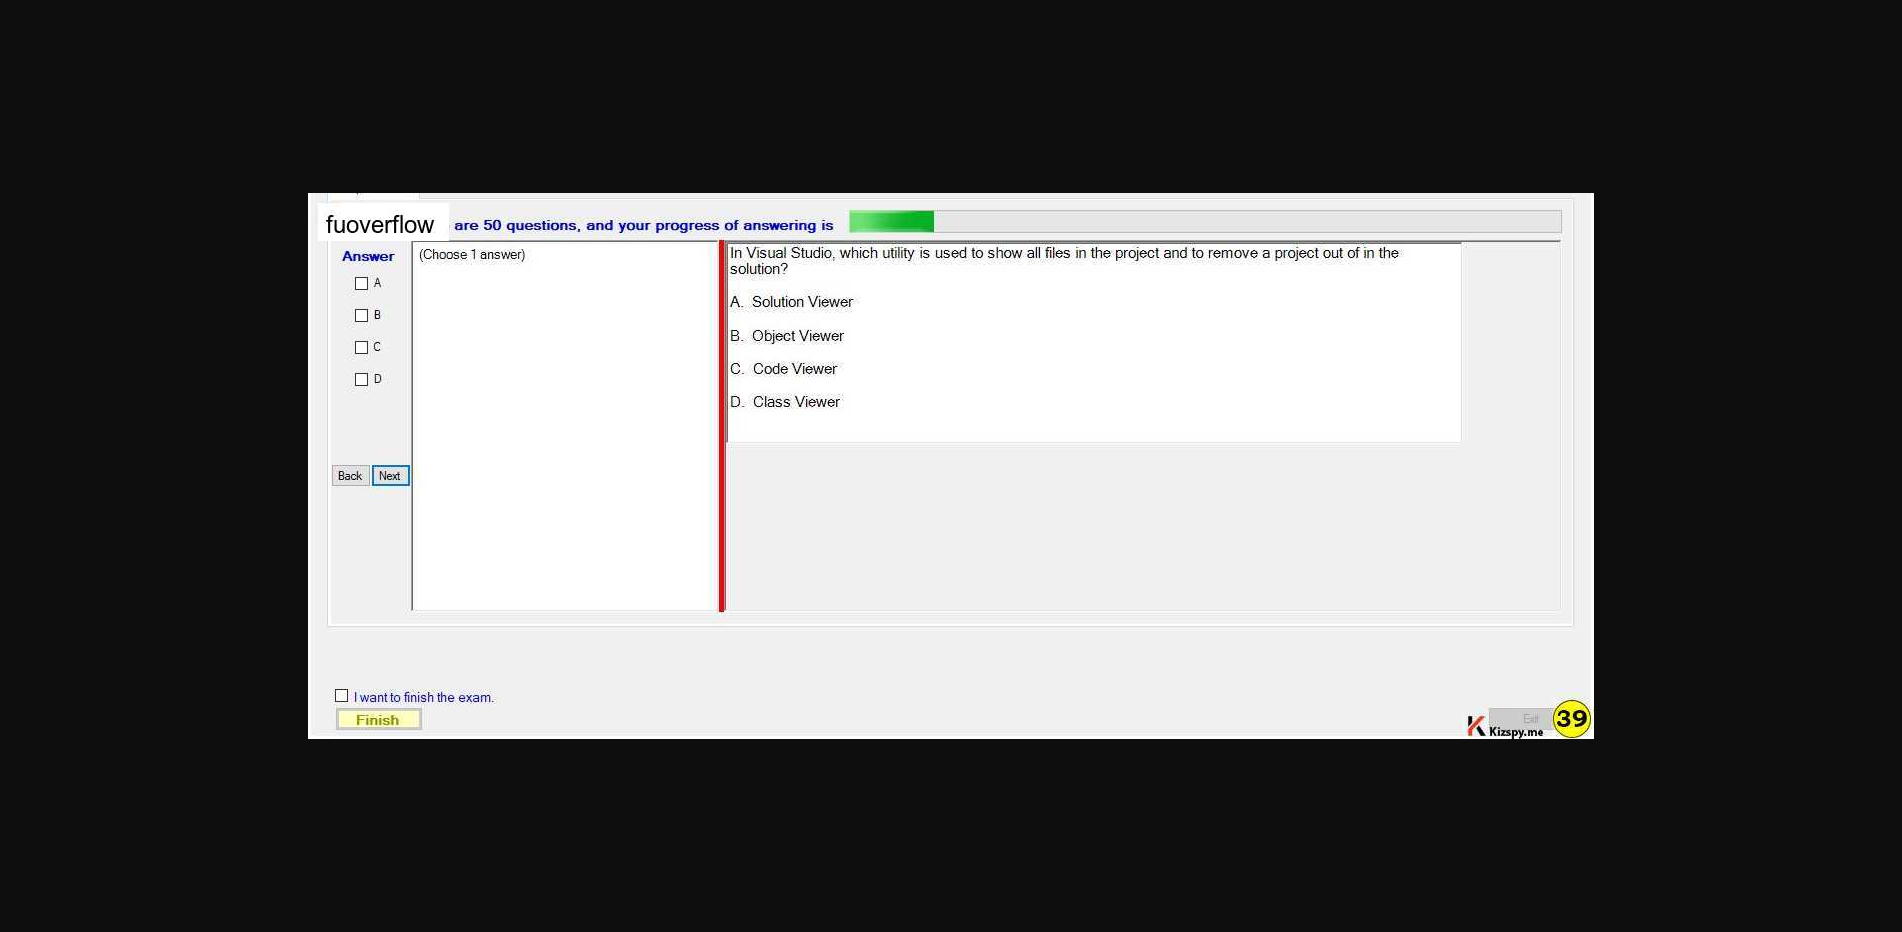 fuoverflow are 50 questions, and your progress of answering is
Answer
(Choose 1 answer)
A
B
C
D
Back Next
In Visual Studio, which utility is used to show all files in the project and to remove a project out of in the
solution?
A. Solution Viewer
B. Object Viewer
C. Code Viewer
D. Class Viewer
I want to finish the exam.
Finish
Exit
Kizspy.me
39